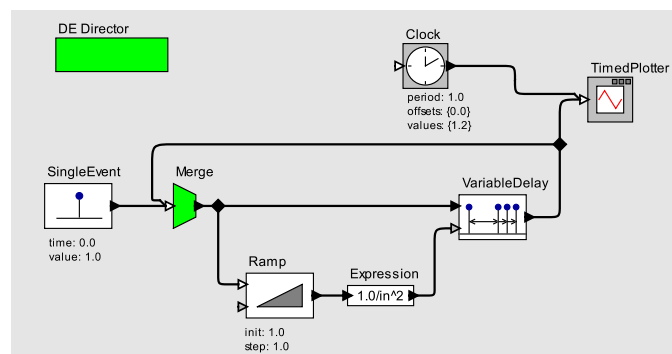 DE Director
Clock
TimedPlotter
period: 1.0
offsets: {0.0}
values: {1.2}
SingleEvent
Merge
VariableDelay
time: 0.0
value: 1.0
Ramp
Expression
1.0/in^2
init: 1.0
step: 1.0